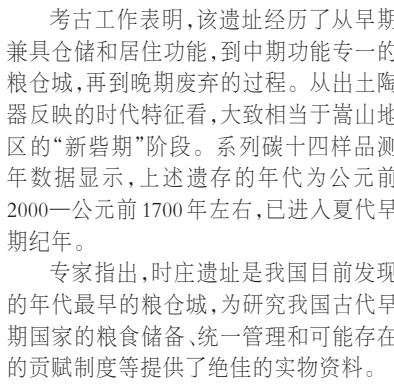 考古工作表明,该遗址经历了从早期
兼具仓储和居住功能,到中期功能专一的
粮仓城,再到晚期废弃的过程。从出土陶
器反映的时代特征看,大致相当于嵩山地
区的“新砦期”阶段。系列碳十四样品测
年数据显示,上述遗存的年代为公元前
2000—公元前1700年左右,已进入夏代早
期纪年。
专家指出,时庄遗址是我国目前发现
的年代最早的粮仓城,为研究我国古代早
期国家的粮食储备、统一管理和可能存在
的贡赋制度等提供了绝佳的实物资料。